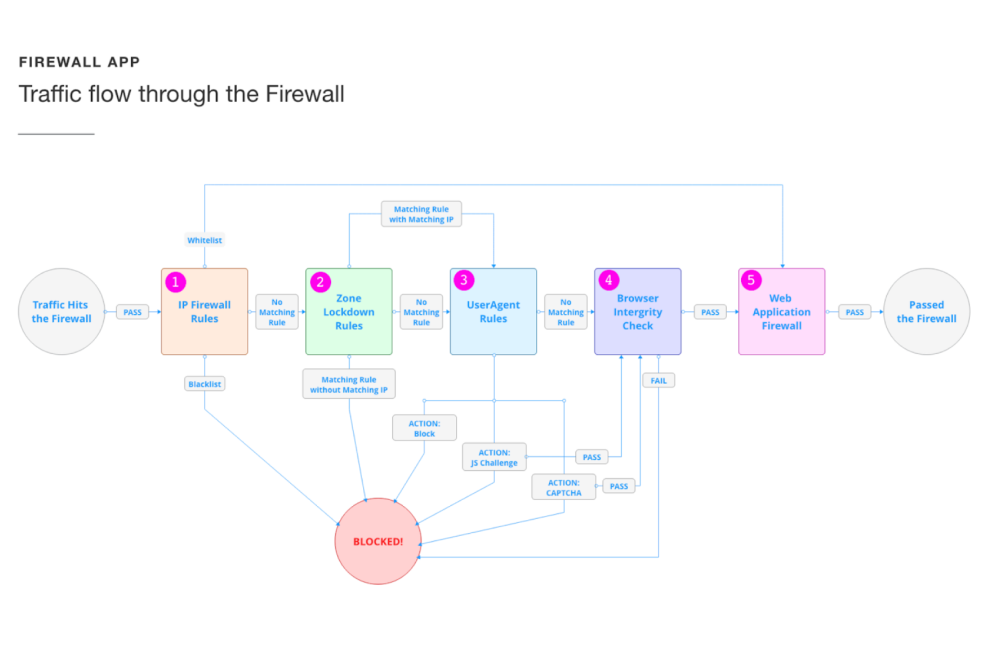 FIREWALL APP
Traffic flow through the Firewall
Matching Rule
with Matching IP
Whitelist
Traffic Hits
the Firewall
PASS
1
IP Firewall
Rules
No
Matching
Rule
2
Zone
Lockdown
Rules
No
Matching
Rule
3
UserAgent
Rules
No
Matching
Rule
4
Browser
Intergrity
Check
PASS
5
Web
Application
Firewall
PASS
Passed
the Firewall
Blacklist
Matching Rule
without Matching IP
FAIL
ACTION:
Block
ACTION:
JS Challenge
PASS
ACTION:
CAPTCHA
PASS
BLOCKED!